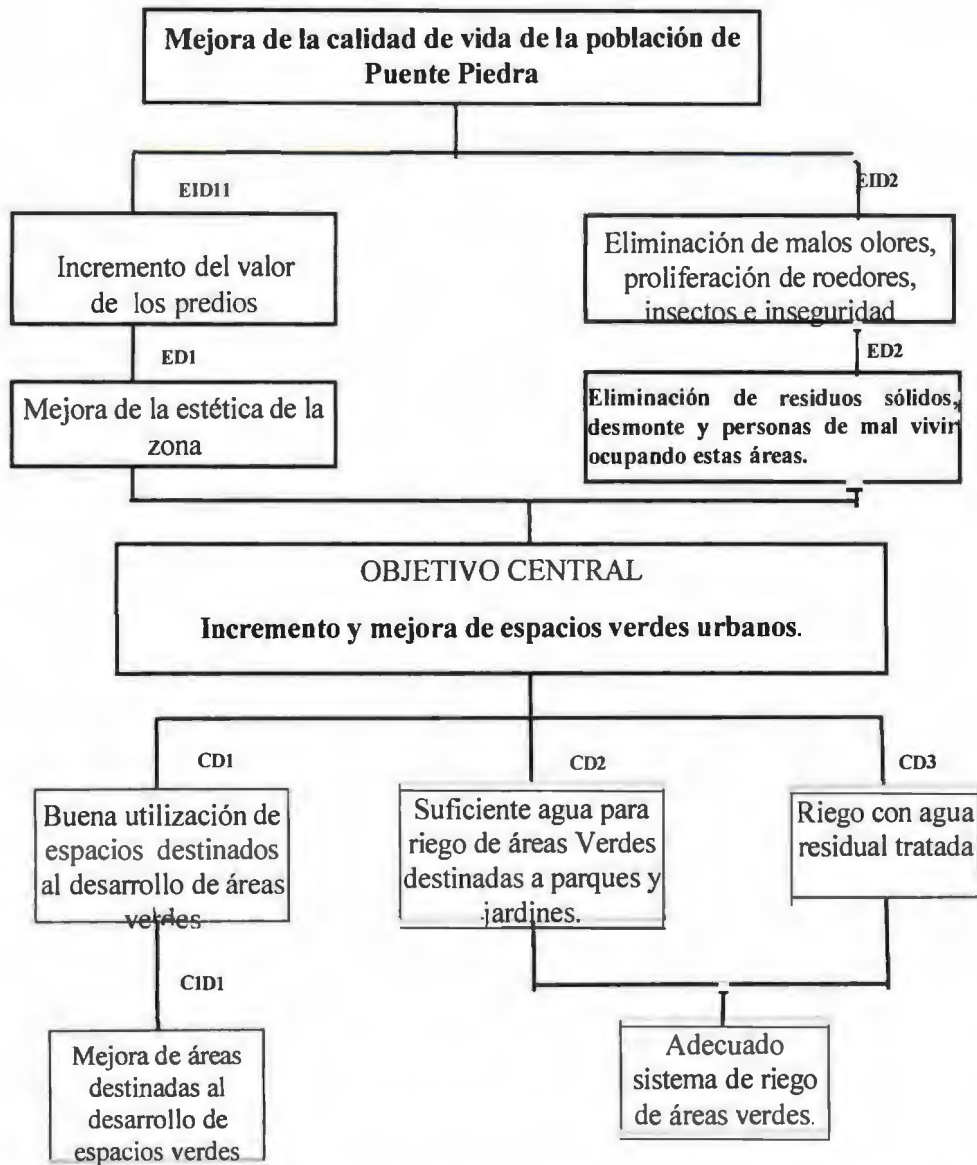 Mejora de la calidad de vida de la población de
Puente Piedra
EID11
EID2
Incremento del valor
de los predios
Eliminación de malos olores,
proliferación de roedores,
insectos e inseguridad
ED1
ED2
Mejora de la estética de la
zona
Eliminación de residuos sólidos,
desmonte y personas de mal vivir
ocupando estas áreas.
OBJETIVO CENTRAL
Incremento y mejora de espacios verdes urbanos.
CD1
CD2
CD3
Buena utilización de
espacios destinados
al desarrollo de áreas
verdes
Suficiente agua para
riego de áreas Verdes
destinadas a parques y
jardines.
Riego con agua
residual tratada
C1D1
Mejora de áreas
destinadas al
desarrollo de
espacios verdes
Adecuado
sistema de riego
de áreas verdes.